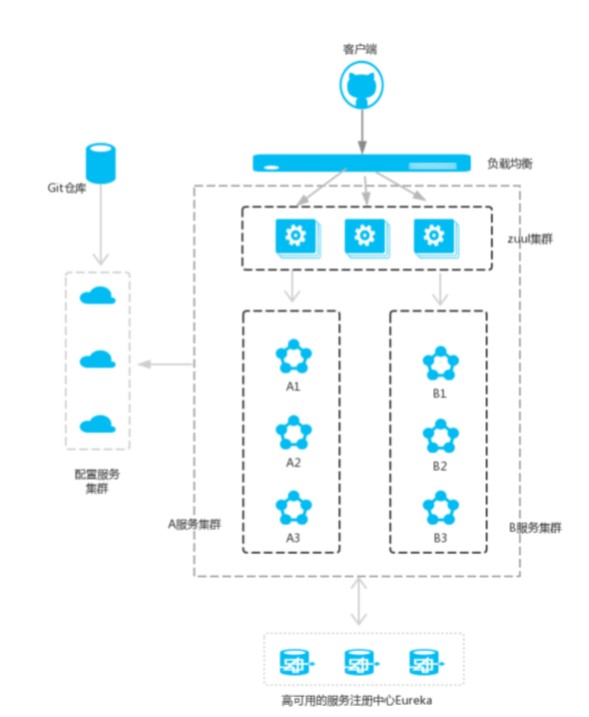 客户端
负载均衡
Git仓库
zuul集群
A1
B1
A2
B2
配置服务
集群
A服务集群
A3
B3
B服务集群
高可用的服务注册中心Eureka